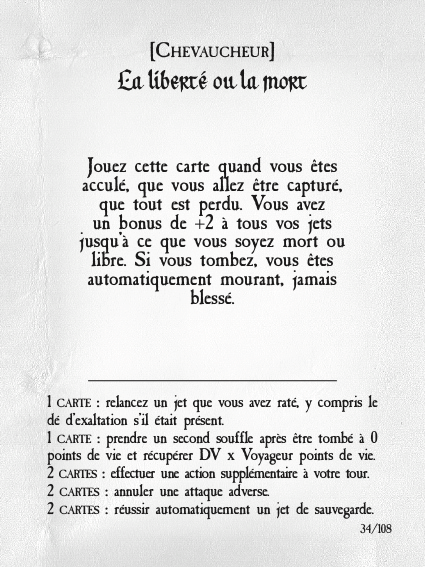 [Chevaucheur]
La liberté ou la mort
Jouez cette carte quand vous êtes
acculé, que vous allez être capturé,
que tout est perdu. Vous avez
un bonus de +2 à tous vos jets
jusqu'à ce que vous soyez mort ou
libre. Si vous tombez, vous êtes
automatiquement mourant, jamais
blessé.
1 carte : relancez un jet que vous avez raté, y compris le
dé d'exaltation s'il était présent.
1 carte : prendre un second souffle après être tombé à 0
points de vie et récupérer DV x Voyageur points de vie.
2 cartes : effectuer une action supplémentaire à votre tour.
2 cartes : annuler une attaque adverse.
2 cartes : réussir automatiquement un jet de sauvegarde.
34/108